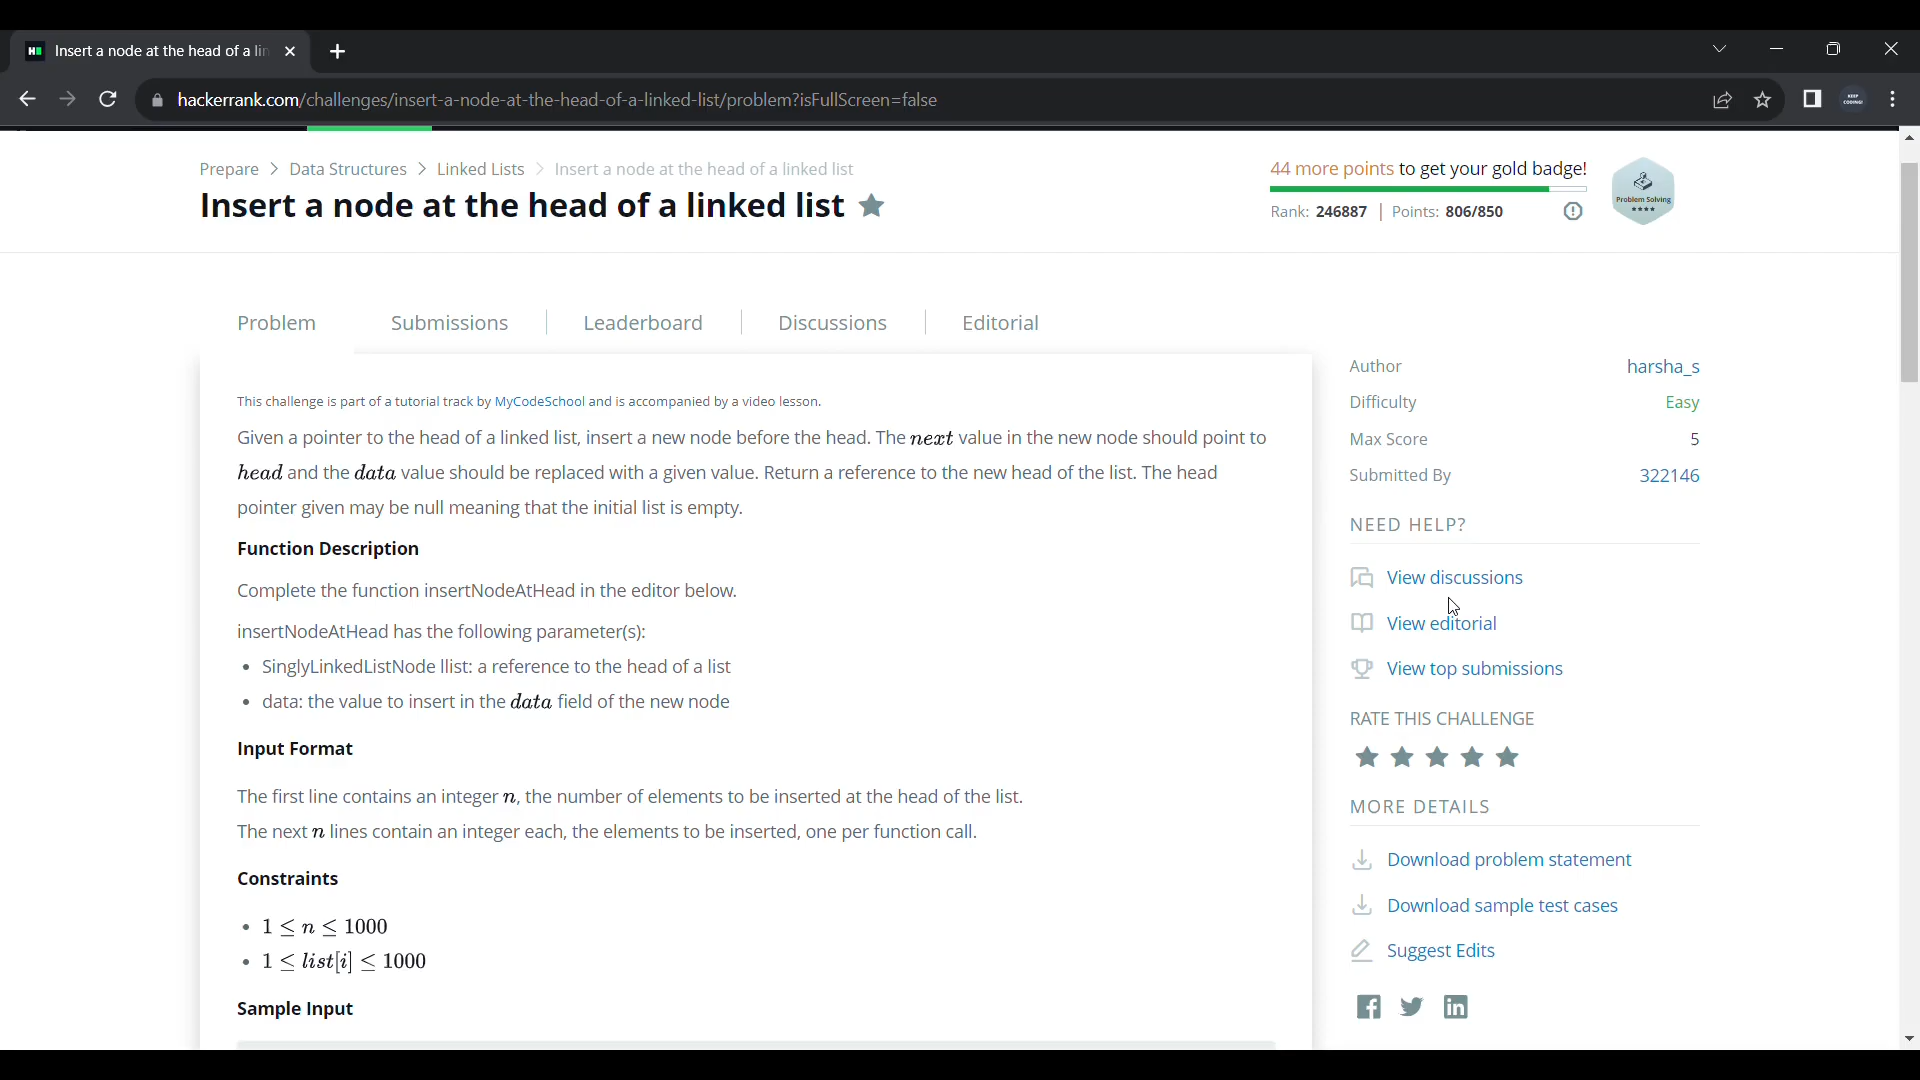 Insert a node at the head of a lin
hackerrank.com/challenges/insert-a-node-at-the-head-of-a-linked-list/problem?isFullScreen=false
KEEP
CODING!
Prepare > Data Structures > Linked Lists > Insert a node at the head of a linked list
Insert a node at the head of a linked list
44 more points to get your gold badge!
Rank: 246887 | Points: 806/850
Problem Solving
Problem
Submissions
Leaderboard
Discussions
Editorial
This challenge is part of a tutorial track by MyCodeSchool and is accompanied by a video lesson.
Given a pointer to the head of a linked list, insert a new node before the head. The next value in the new node should point to
head and the data value should be replaced with a given value. Return a reference to the new head of the list. The head
pointer given may be null meaning that the initial list is empty.
Function Description
Complete the function insertNodeAtHead in the editor below.
insertNodeAtHead has the following parameter(s):
• SinglyLinkedListNode llist: a reference to the head of a list
• data: the value to insert in the data field of the new node
Input Format
The first line contains an integer n, the number of elements to be inserted at the head of the list.
The next n lines contain an integer each, the elements to be inserted, one per function call.
Constraints
• 1 ≤ n ≤ 1000
• 1 ≤ list[i] ≤ 1000
Sample Input
Author harsha_s
Difficulty Easy
Max Score 5
Submitted By 322146
NEED HELP?
View discussions
View editorial
View top submissions
RATE THIS CHALLENGE
MORE DETAILS
Download problem statement
Download sample test cases
Suggest Edits